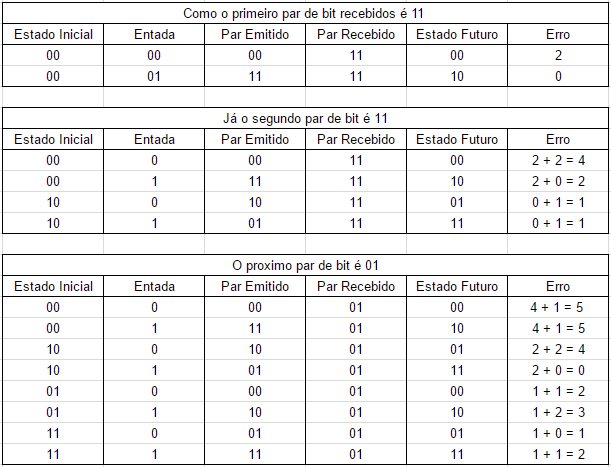 Como o primeiro par de bit recebidos é 11
Estado Inicial Entada Par Emitido Par Recebido Estado Futuro Erro
00 00 00 11 00 2
00 01 11 11 10 0
Já o segundo par de bit é 11
Estado Inicial Entada Par Emitido Par Recebido Estado Futuro Erro
00 0 00 11 00 2 + 2 = 4
00 1 11 11 10 2 + 0 = 2
10 0 10 11 01 0 + 1 = 1
10 1 01 11 11 0 + 1 = 1
O proximo par de bit é 01
Estado Inicial Entada Par Emitido Par Recebido Estado Futuro Erro
00 0 00 01 00 4 + 1 = 5
00 1 11 01 10 4 + 1 = 5
10 0 10 01 01 2 + 2 = 4
10 1 01 01 11 2 + 0 = 0
01 0 00 01 00 1 + 1 = 2
01 1 10 01 10 1 + 2 = 3
11 0 01 01 01 1 + 0 = 1
11 1 11 01 11 1 + 1 = 2